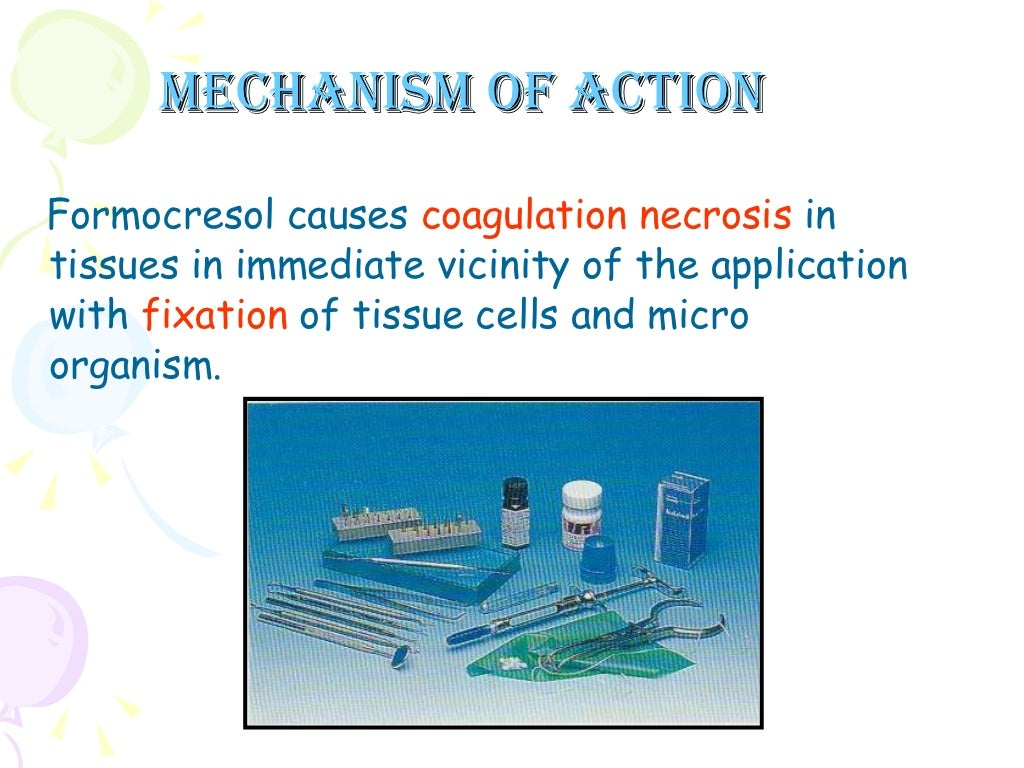 MECHANISM OF ACTION
Formocresol causes coagulation necrosis in
tissues in immediate vicinity of the application
with fixation of tissue cells and micro
organism.